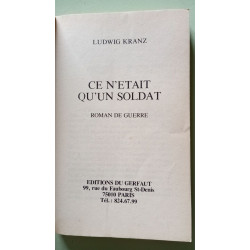 LUDWIG KRANZ
CE N'ETAIT
QU'UN SOLDAT
ROMAN DE GUERRE
EDITIONS DU GERFAUT
99, rue du Faubourg St-Denis
75010 PARIS
Tél. : 824.67.99